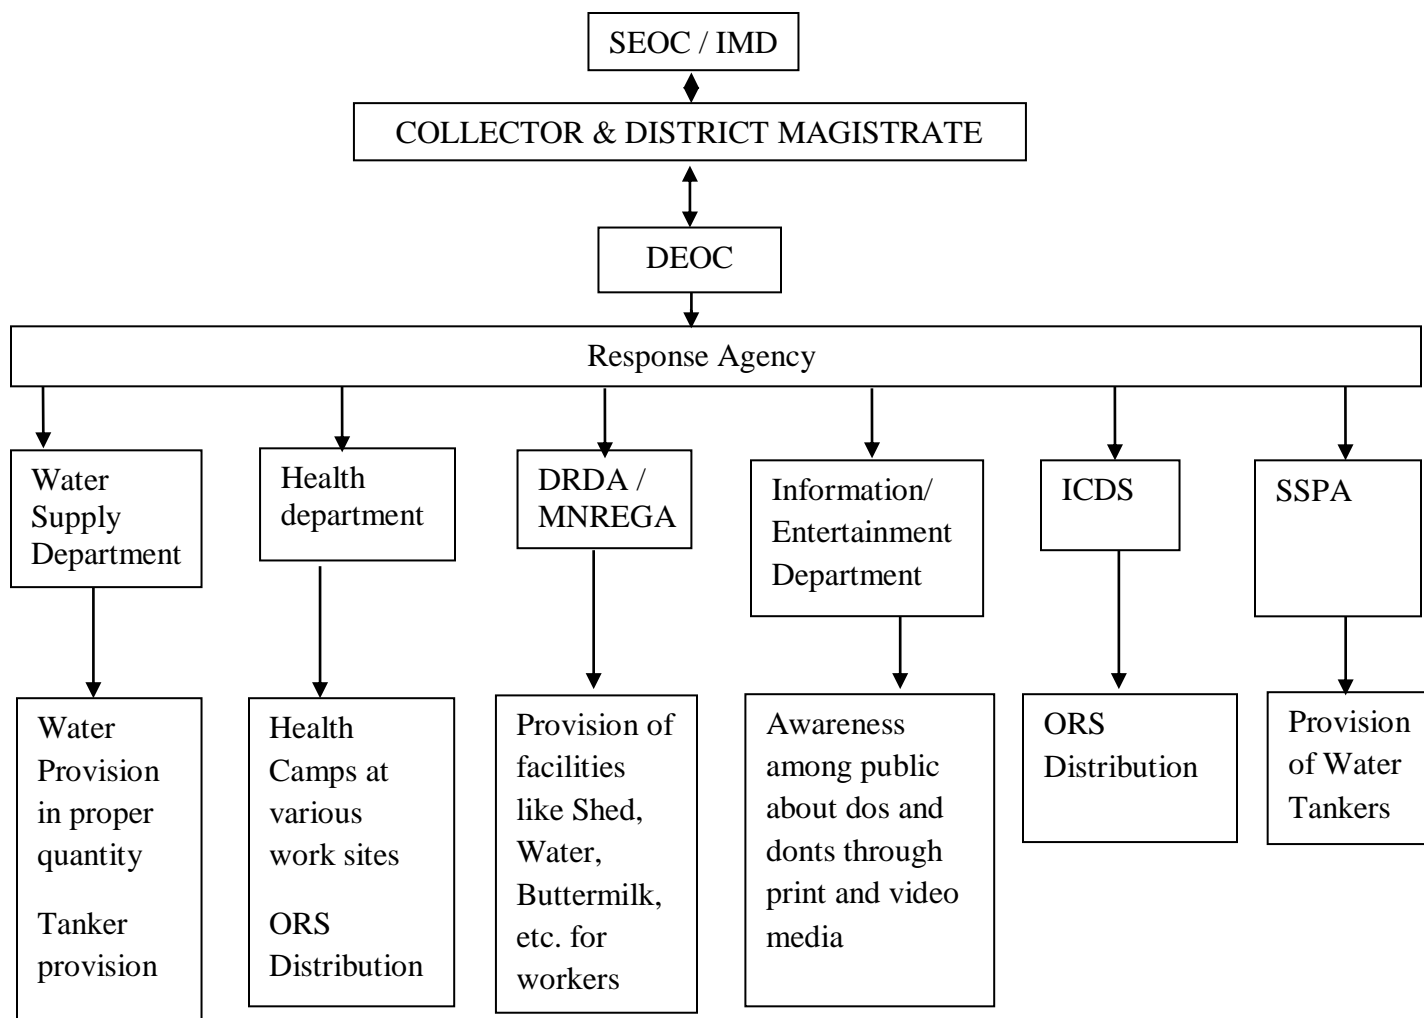 SEOC / IMD
COLLECTOR & DISTRICT MAGISTRATE
DEOC
Response Agency
Water
Supply
Department
Health
department
DRDA /
MNREGA
Information/
Entertainment
Department
ICDS
SSPA
Water
Provision
in proper
quantity
Tanker
provision
Health
Camps at
various
work sites
ORS
Distribution
Provision of
facilities
like Shed,
Water,
Buttermilk,
etc. for
workers
Awareness
among public
about dos and
donts through
print and video
media
ORS
Distribution
Provision
of Water
Tankers